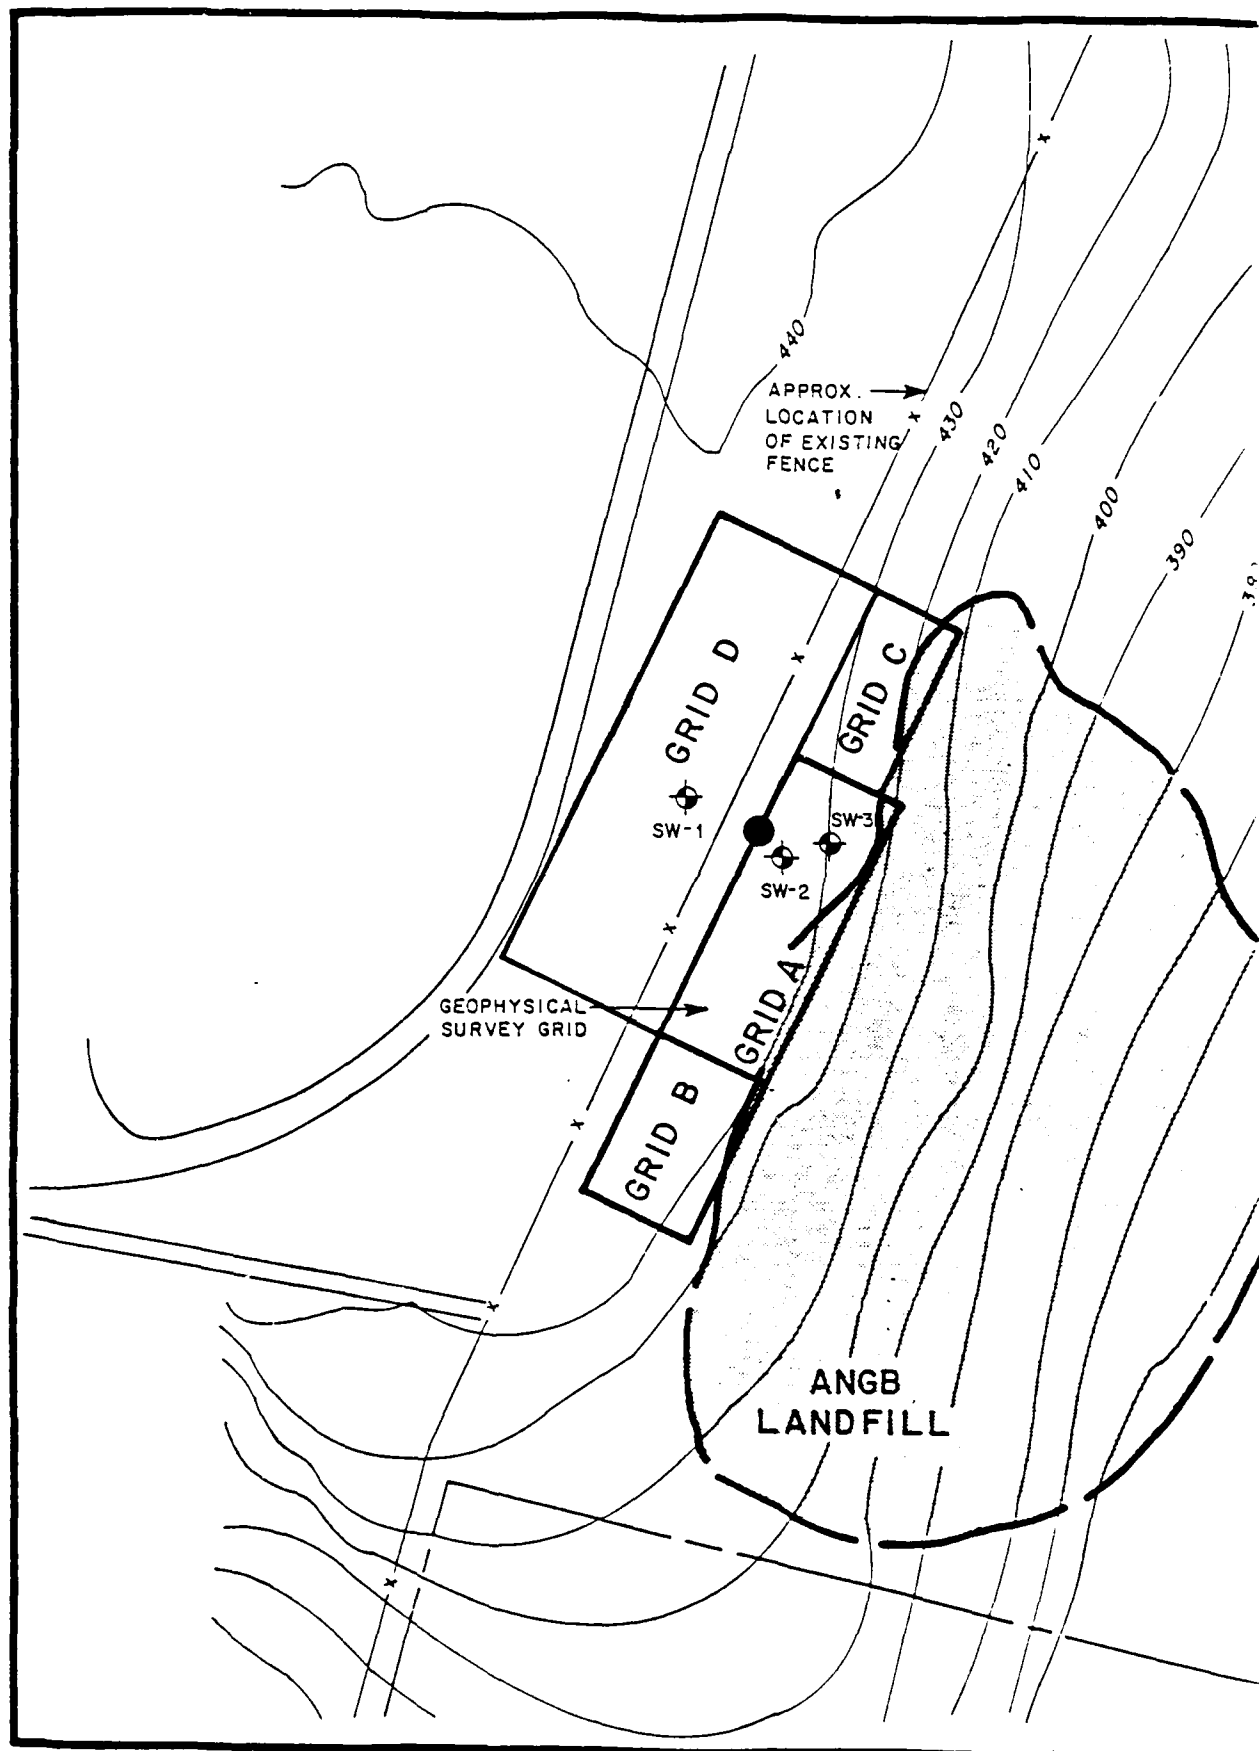 440
APPROX.
LOCATION
OF EXISTING
FENCE
x
x
430
420
410
400
390
GRID D
GRID C
x
SW-1
SW-2
SW-3
x
GRID A
GEOPHYSICAL
SURVEY GRID
GRID B
x
x
ANGB
LANDFILL
x